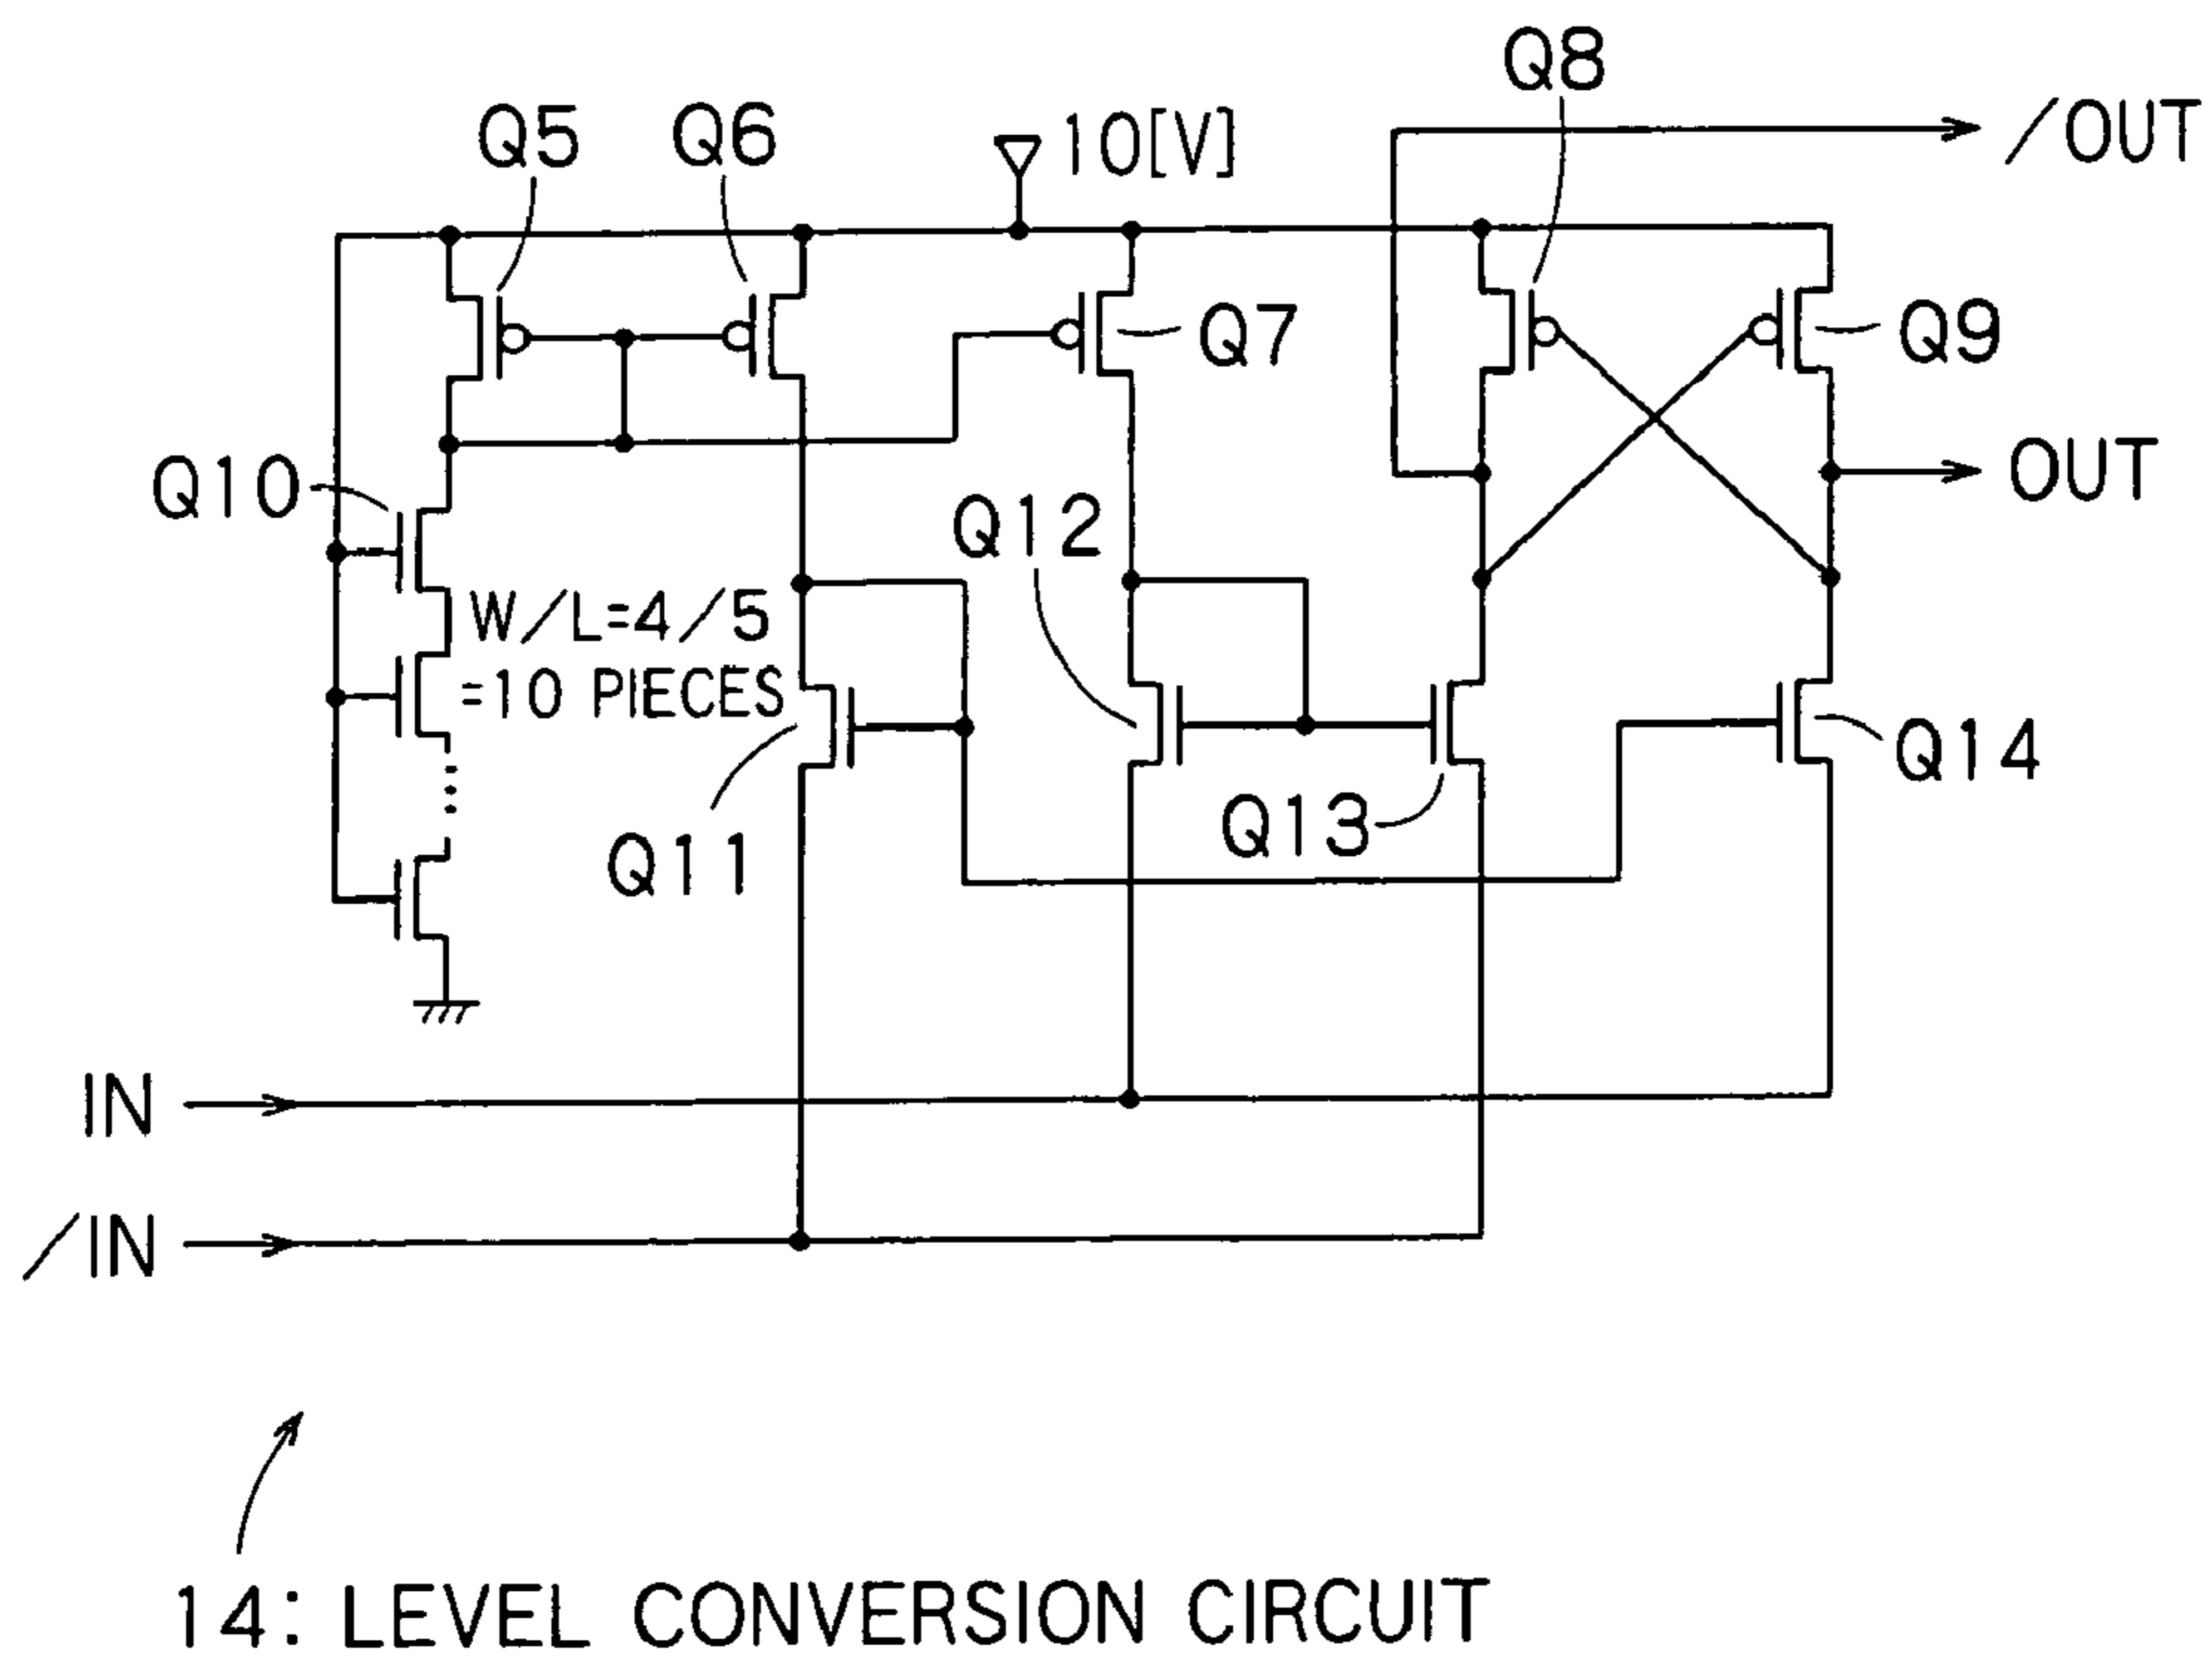 Q8
/OUT
Q5
Q6
10[V]
Q7
Q9
OUT
Q10
Q12
W/L=4/5
=10 PIECES
Q14
Q13
Q11
IN
/IN
14: LEVEL CONVERSION CIRCUIT